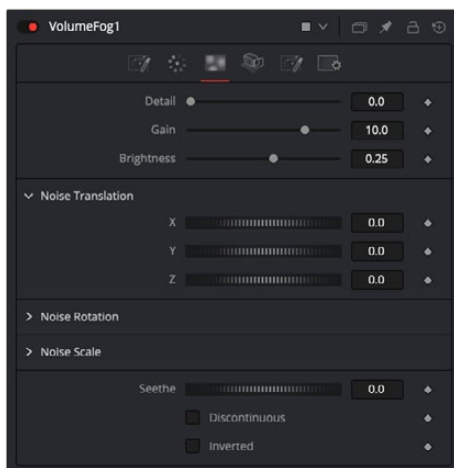 VolumeFog1
Detail 0.0
Gain 10.0
Brightness 0.25
Noise Translation
X 0.0
Y 0.0
Z 0.0
Noise Rotation
Noise Scale
Seethe 0.0
Discontinuous
Inverted